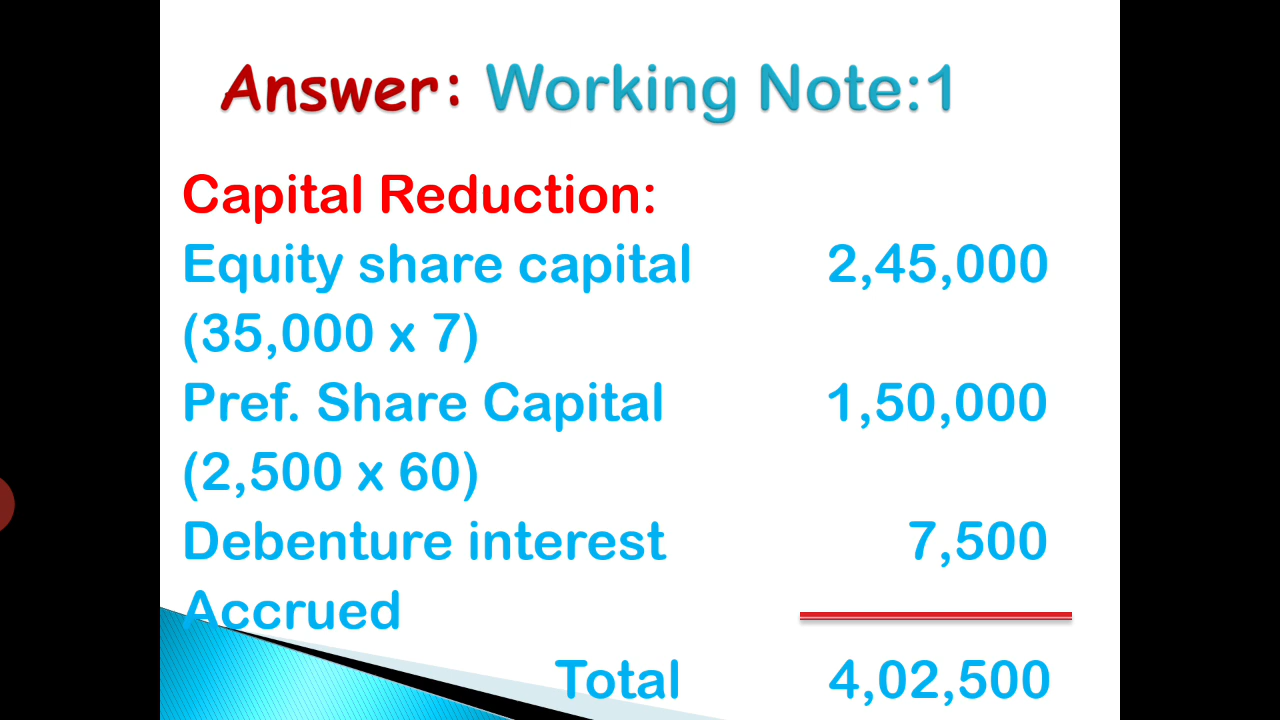 Answer: Working Note:1
Capital Reduction:
Equity share capital 2,45,000
(35,000 x 7)
Pref. Share Capital 1,50,000
(2,500 x 60)
Debenture interest 7,500
Accrued
Total 4,02,500